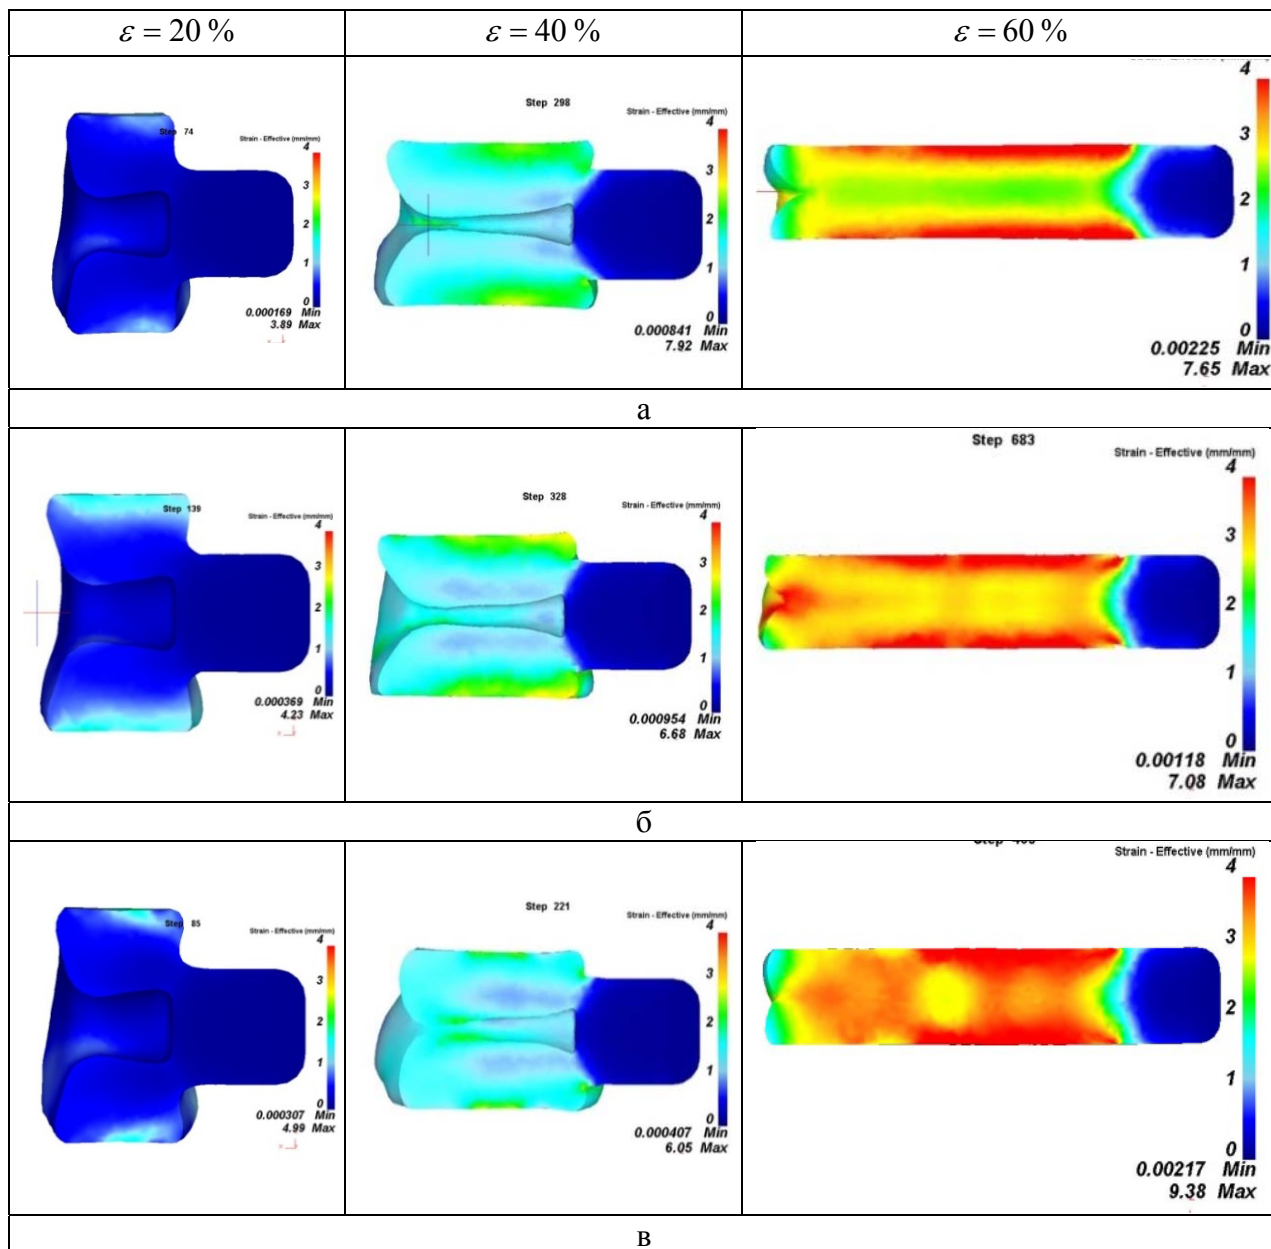 ε = 20 %
ε = 40 %
ε = 60 %
Step 74
Strain - Effective (mm/mm)
4
3
2
1
0
0.000169 Min
3.89 Max
Step 298
Strain - Effective (mm/mm)
4
3
2
1
0
0.000841 Min
7.92 Max
4
3
2
1
0
0.00225 Min
7.65 Max
а
Step 139
Strain - Effective (mm/mm)
4
3
2
1
0
0.000369 Min
4.23 Max
Step 328
Strain - Effective (mm/mm)
4
3
2
1
0
0.000954 Min
6.68 Max
Step 683
Strain - Effective (mm/mm)
4
3
2
1
0
0.00118 Min
7.08 Max
б
Step 85
Strain - Effective (mm/mm)
4
3
2
1
0
0.000307 Min
4.99 Max
Step 221
Strain - Effective (mm/mm)
4
3
2
1
0
0.000407 Min
6.05 Max
Strain - Effective (mm/mm)
4
3
2
1
0
0.00217 Min
9.38 Max
в